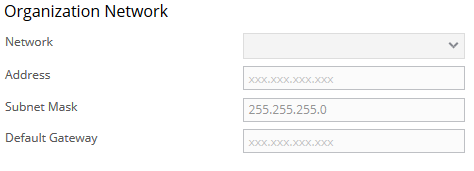 Organization Network
Network
Address xxx.xxx.xxx.xxx
Subnet Mask 255.255.255.0
Default Gateway xxx.xxx.xxx.xxx